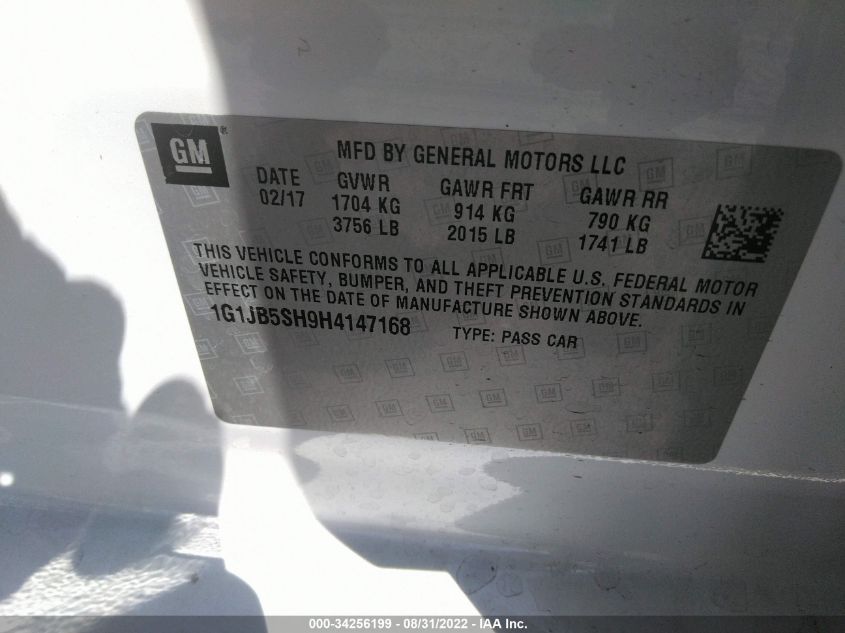 GM®
MFD BY GENERAL MOTORS LLC
DATE GVWR GAWR FRT GAWR RR
02/17 1704 KG 914 KG 790 KG
3756 LB 2015 LB 1741 LB
THIS VEHICLE CONFORMS TO ALL APPLICABLE U.S. FEDERAL MOTOR
VEHICLE SAFETY, BUMPER, AND THEFT PREVENTION STANDARDS IN
EFFECT ON THE DATE OF MANUFACTURE SHOWN ABOVE.
1G1JB5SH9H4147168 TYPE: PASS CAR
000-34256199 - 08/31/2022 - IAA Inc.